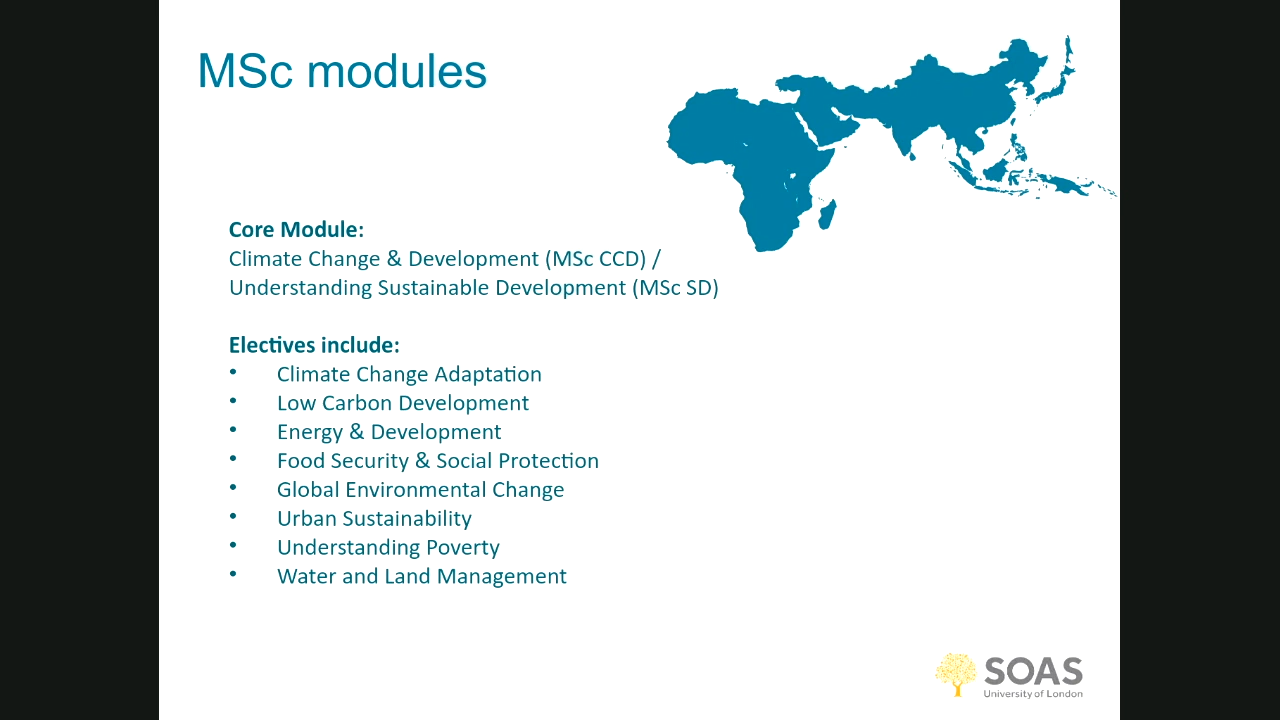 MSc modules
Core Module:
Climate Change & Development (MSc CCD) /
Understanding Sustainable Development (MSc SD)
Electives include:
• Climate Change Adaptation
• Low Carbon Development
• Energy & Development
• Food Security & Social Protection
• Global Environmental Change
• Urban Sustainability
• Understanding Poverty
• Water and Land Management
SOAS
University of London